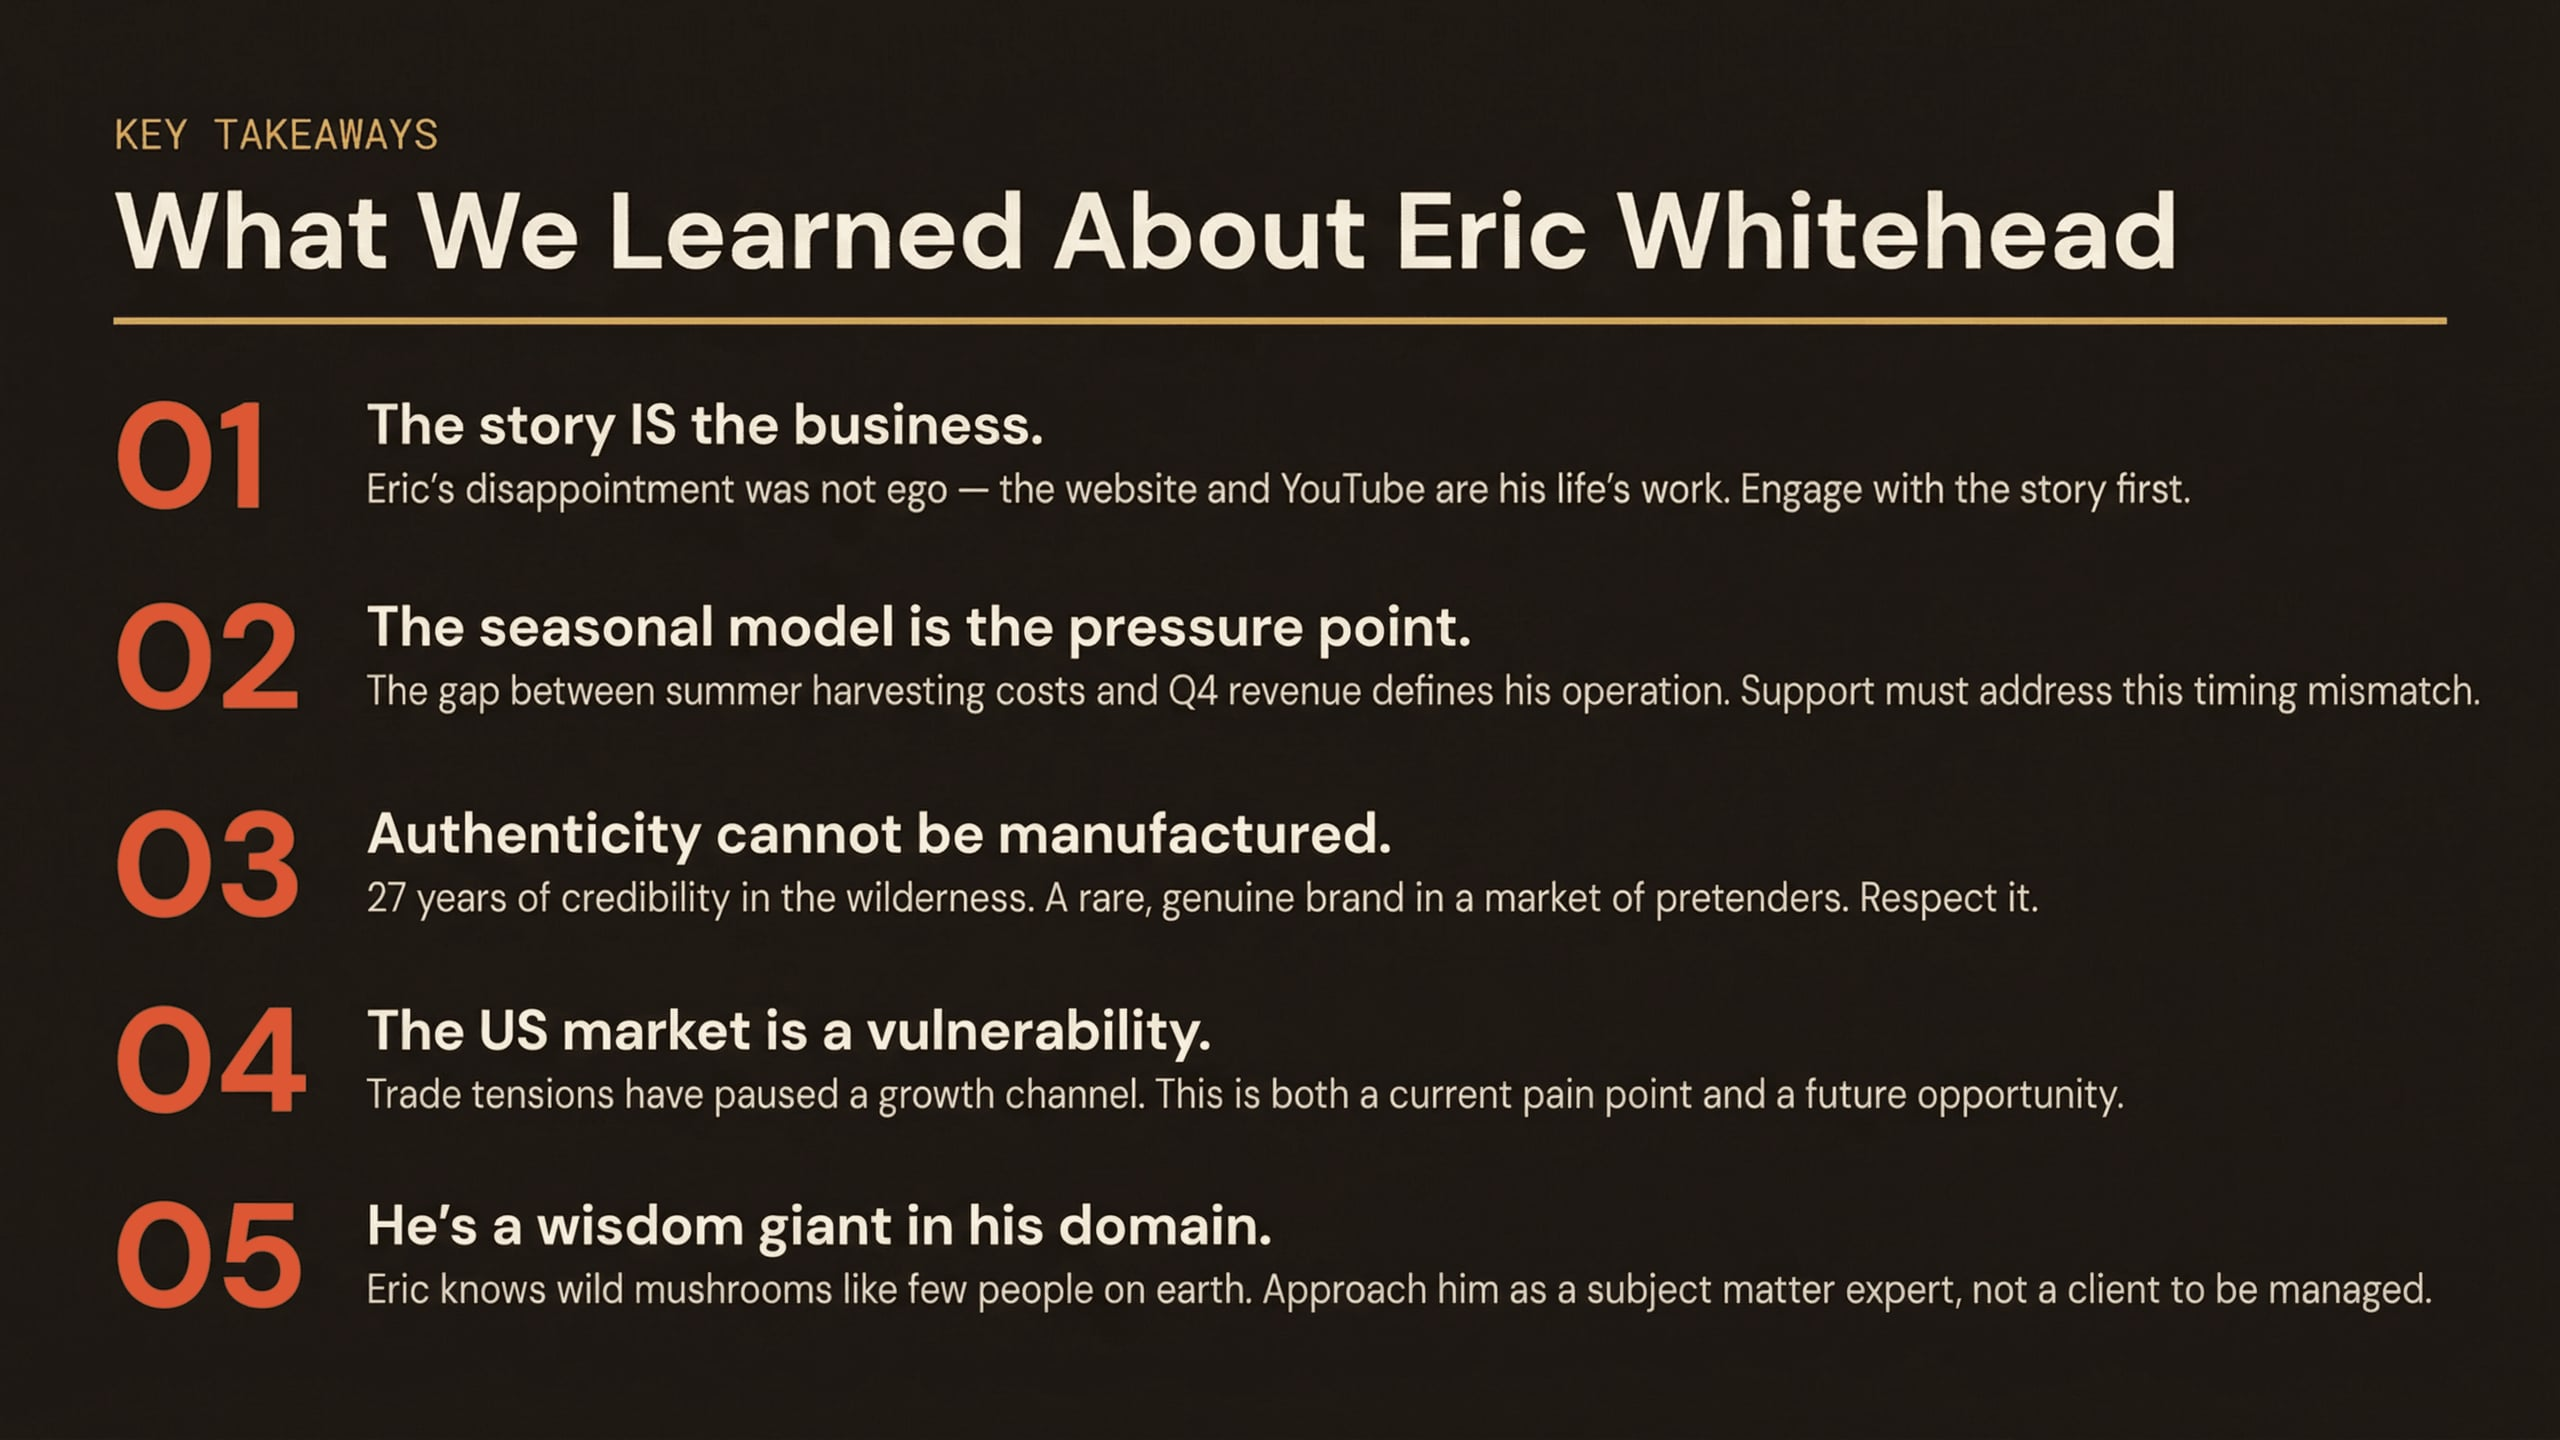 KEY TAKEAWAYS
What We Learned About Eric Whitehead
01
The story IS the business.
Eric’s disappointment was not ego — the website and YouTube are his life’s work. Engage with the story first.
02
The seasonal model is the pressure point.
The gap between summer harvesting costs and Q4 revenue defines his operation. Support must address this timing mismatch.
03
Authenticity cannot be manufactured.
27 years of credibility in the wilderness. A rare, genuine brand in a market of pretenders. Respect it.
04
The US market is a vulnerability.
Trade tensions have paused a growth channel. This is both a current pain point and a future opportunity.
05
He’s a wisdom giant in his domain.
Eric knows wild mushrooms like few people on earth. Approach him as a subject matter expert, not a client to be managed.